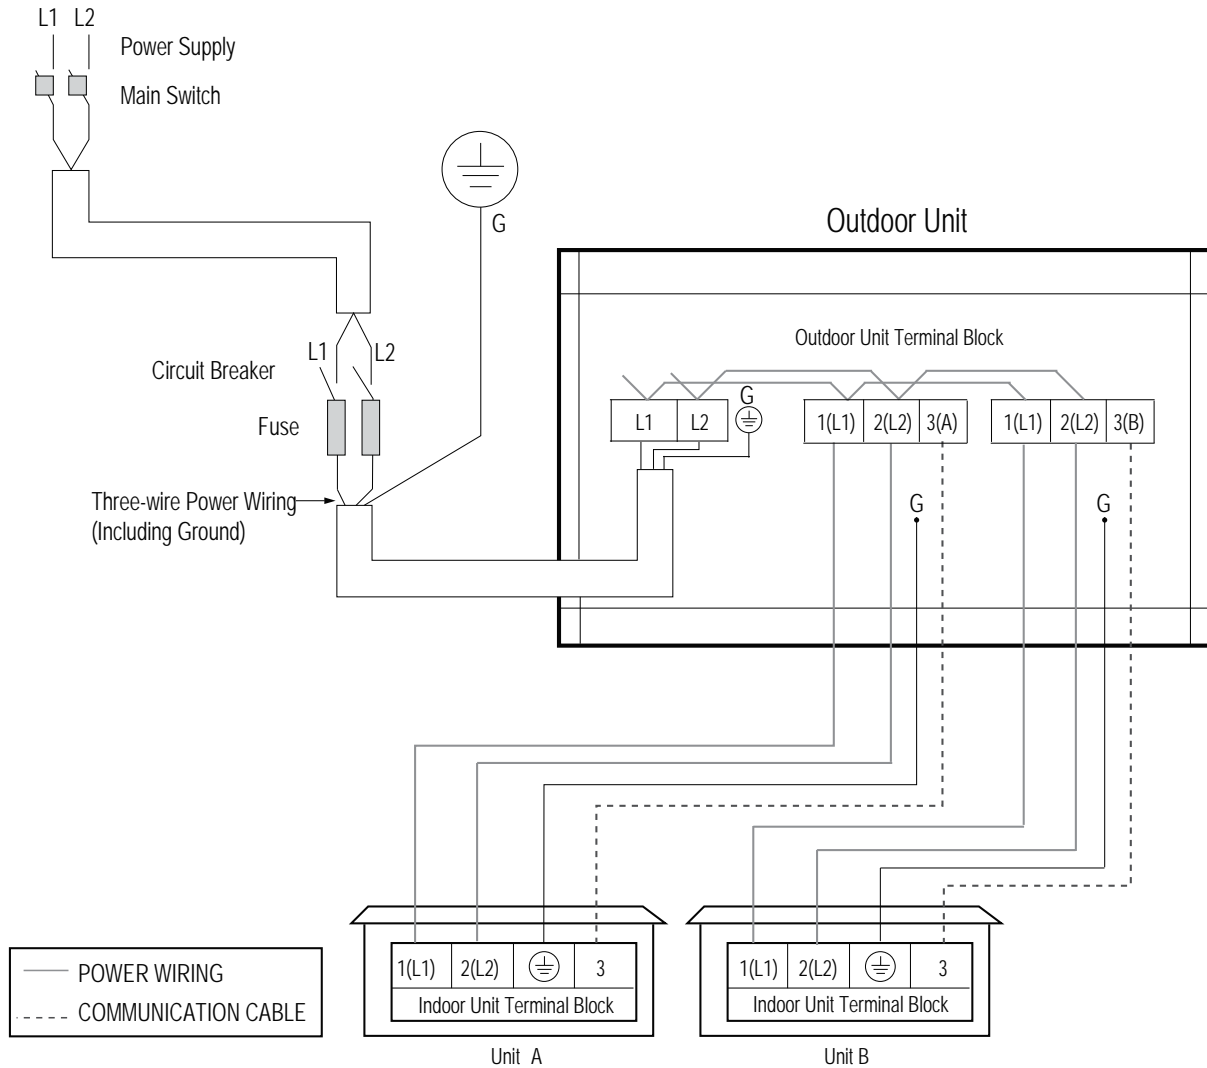 L1 L2
Power Supply
Main Switch
G
Outdoor Unit
Outdoor Unit Terminal Block
L1 L2
Circuit Breaker
G
L1 L2 1(L1) 2(L2) 3(A) 1(L1) 2(L2) 3(B)
Fuse
Three-wire Power Wiring
(Including Ground)
G G
1(L1) 2(L2) 3 1(L1) 2(L2) 3
Indoor Unit Terminal Block Indoor Unit Terminal Block
POWER WIRING
COMMUNICATION CABLE
Unit A Unit B